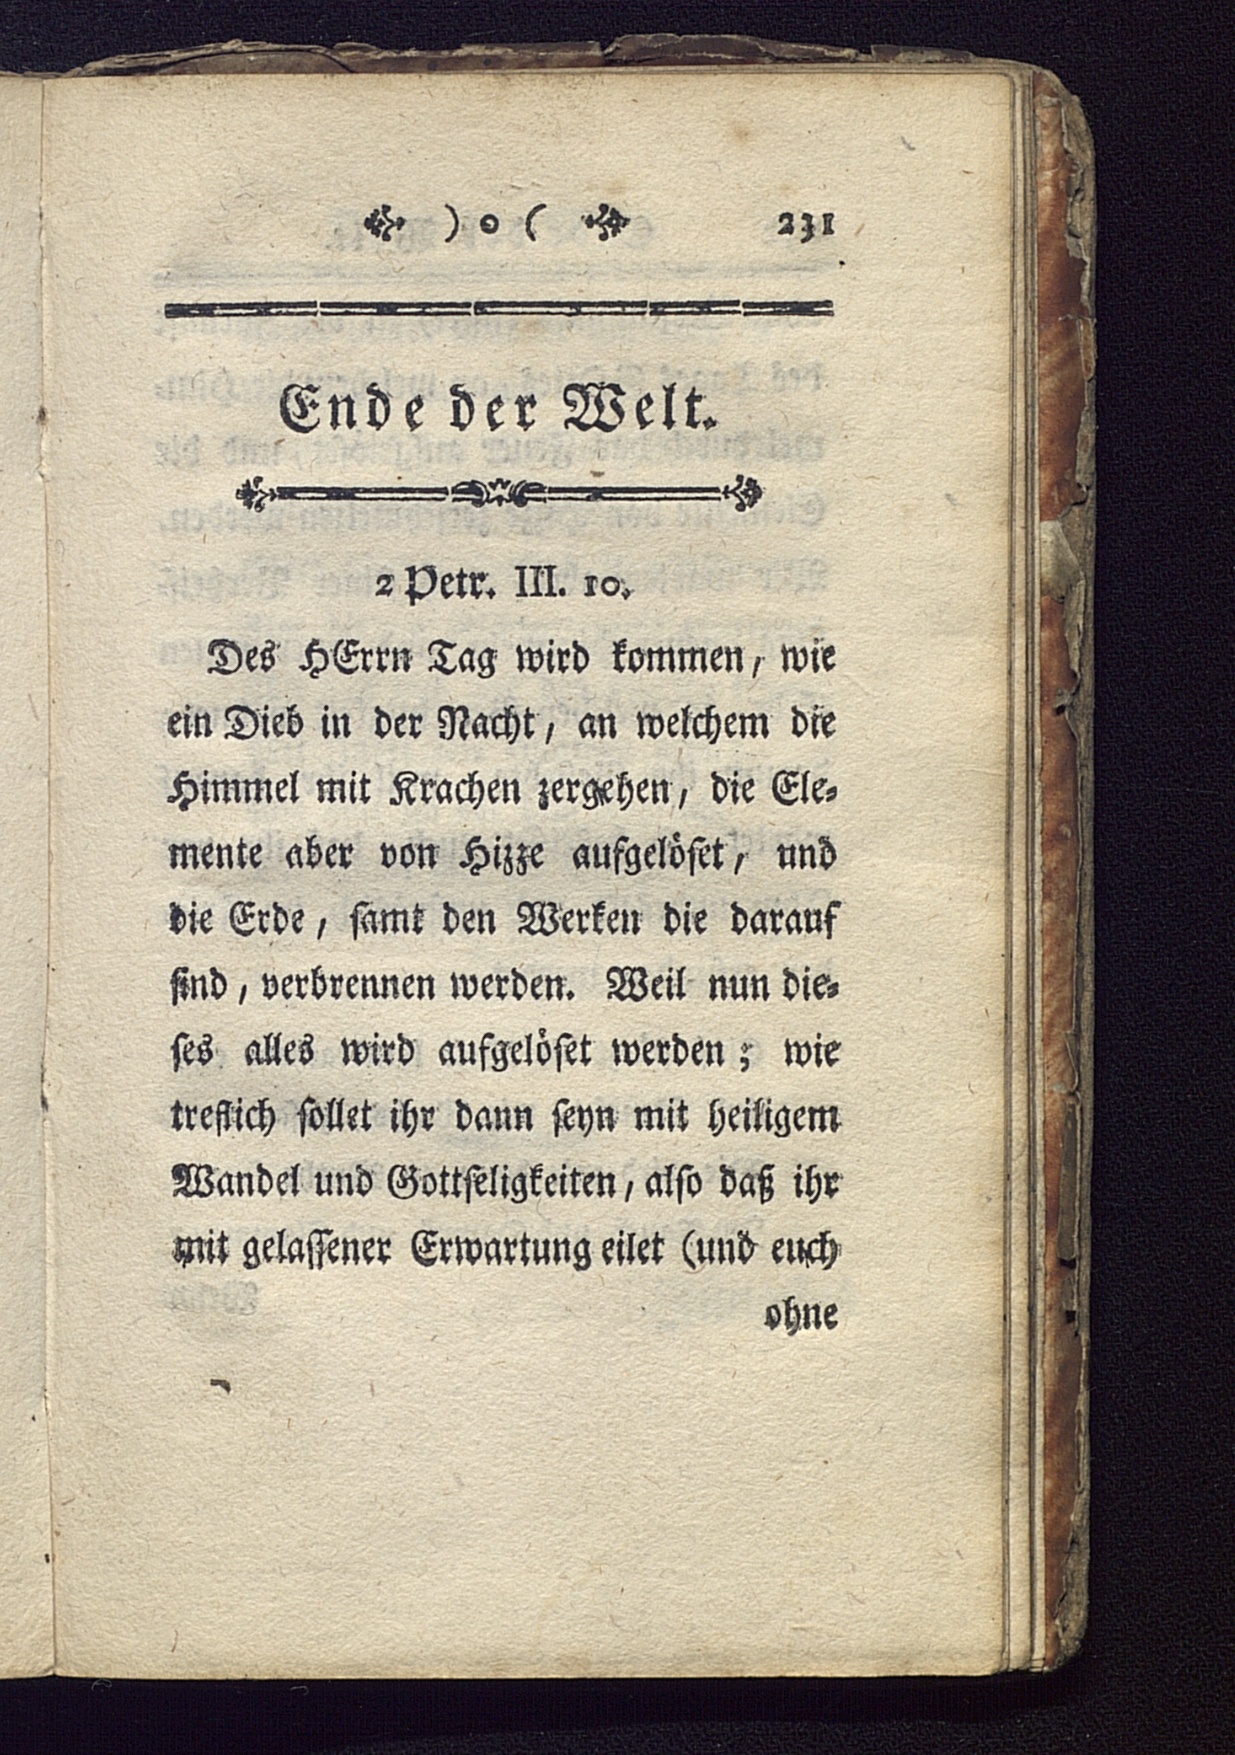 ) o ( 231
Ende der Welt.
2 Petr. III. 10.
Des HErrn Tag wird kommen, wie
ein Dieb in der Nacht, an welchem die
Himmel mit Krachen zergehen, die Ele⸗
mente aber von Hizze aufgelöſet, und
die Erde, ſamt den Werken die darauf
ſind, verbrennen werden. Weil nun die⸗
ſes alles wird aufgelöſet werden; wie
treflich ſollet ihr dann ſeyn mit heiligem
Wandel und Gottſeligkeiten, alſo daß ihr
mit gelaſſener Erwartung eilet (und euch
ohne